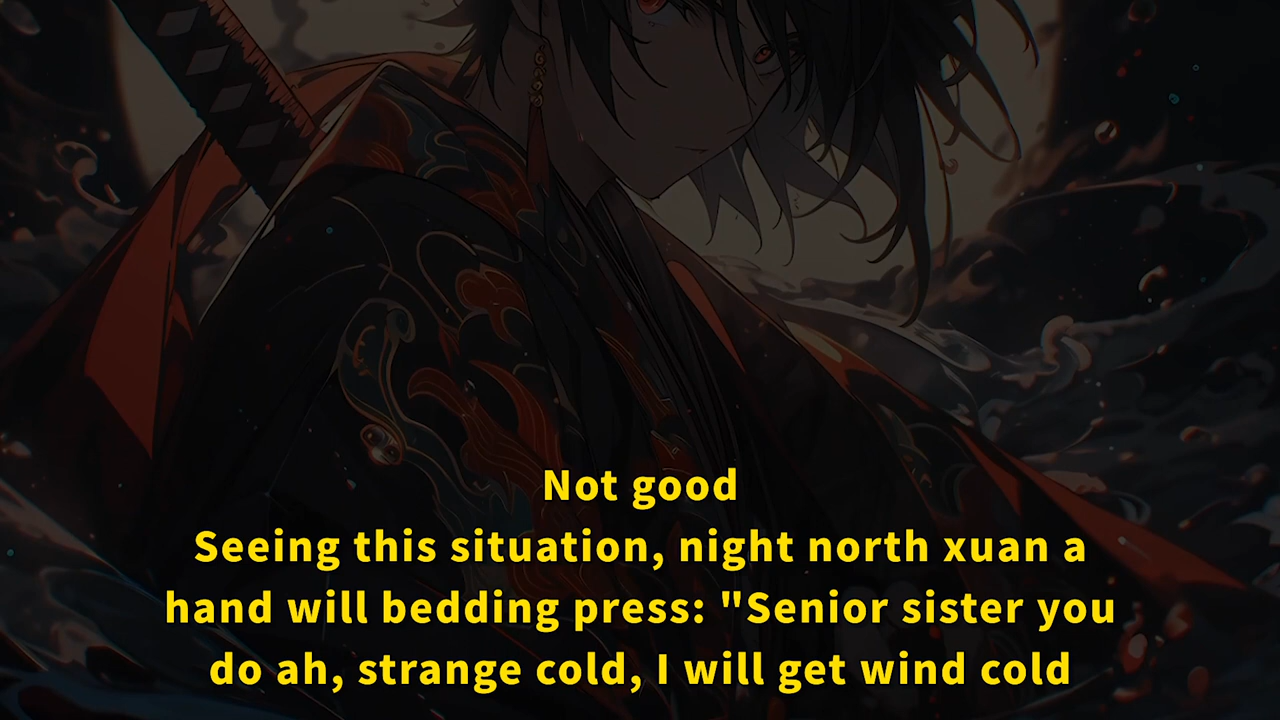 Not good
Seeing this situation, night north xuan a
hand will bedding press: "Senior sister you
do ah, strange cold, I will get wind cold